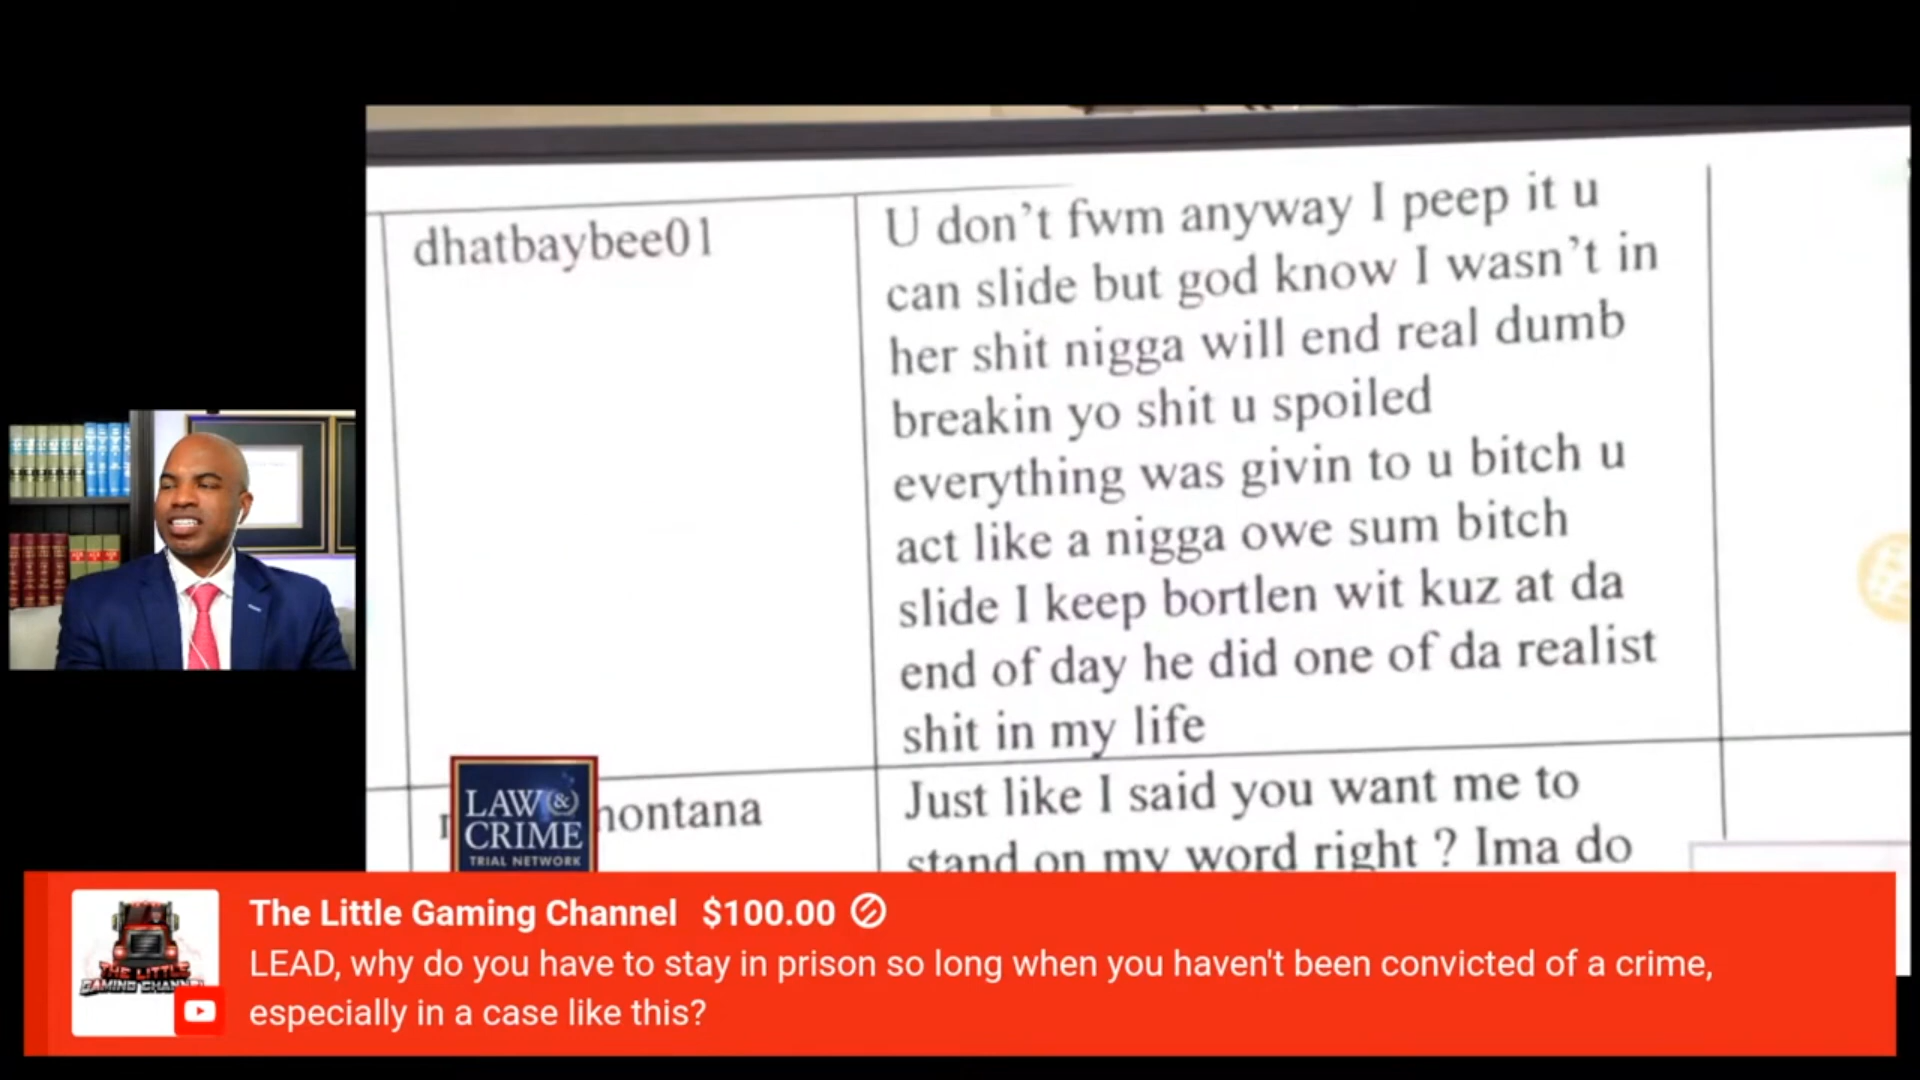 dhatbaybee01
U don't fwm anyway I peep it u
can slide but god know I wasn't in
her shit nigga will end real dumb
breakin yo shit u spoiled
everything was givin to u bitch u
act like a nigga owe sum bitch
slide I keep bortlen wit kuz at da
end of day he did one of da realist
shit in my life
montana
Just like I said you want me to
stand on my word right ? Ima do
LAW &
CRIME
TRIAL NETWORK
The Little Gaming Channel $100.00
LEAD, why do you have to stay in prison so long when you haven't been convicted of a crime,
especially in a case like this?
THE LITTLE
GAMING CHANNEL